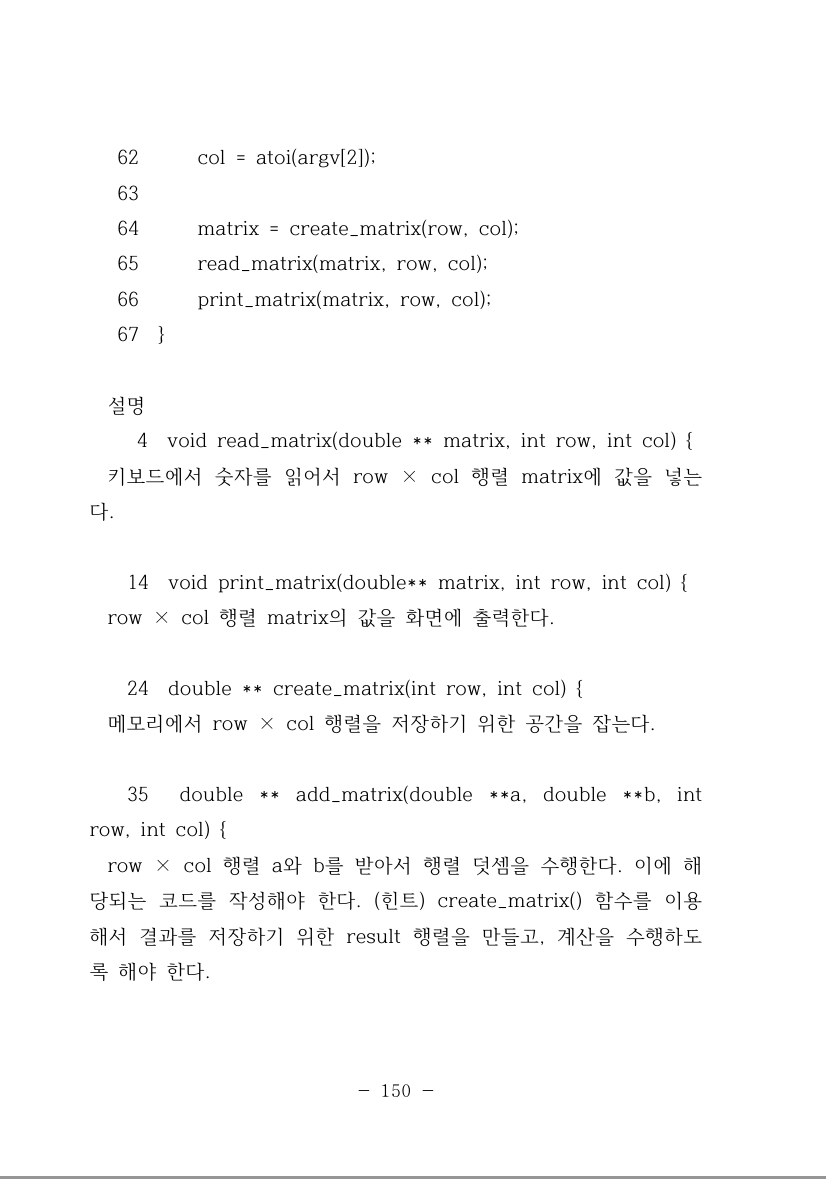 62 col = atoi(argv[2]);
63
64 matrix = create_matrix(row, col);
65 read_matrix(matrix, row, col);
66 print_matrix(matrix, row, col);
67 }
설명
4 void read_matrix(double ** matrix, int row, int col) {
키보드에서 숫자를 읽어서 row × col 행렬 matrix에 값을 넣는
다.
14 void print_matrix(double** matrix, int row, int col) {
row × col 행렬 matrix의 값을 화면에 출력한다.
24 double ** create_matrix(int row, int col) {
메모리에서 row × col 행렬을 저장하기 위한 공간을 잡는다.
35 double ** add_matrix(double **a, double **b, int
row, int col) {
row × col 행렬 a와 b를 받아서 행렬 덧셈을 수행한다. 이에 해
당되는 코드를 작성해야 한다. (힌트) create_matrix() 함수를 이용
해서 결과를 저장하기 위한 result 행렬을 만들고, 계산을 수행하도
록 해야 한다.
- 150 -